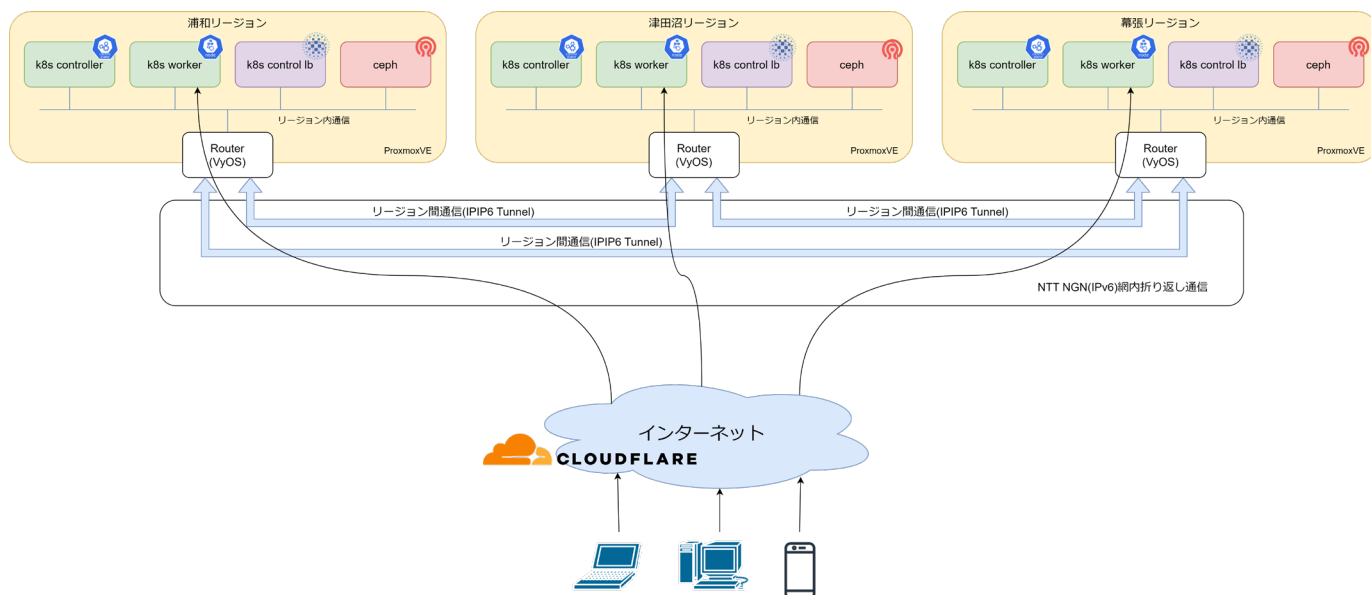 浦和リージョン
k8s controller
k8s worker
k8s control lb
ceph
リージョン内通信
Router
(VyOS)
ProxmoxVE
津田沼リージョン
k8s controller
k8s worker
k8s control lb
ceph
リージョン内通信
Router
(VyOS)
ProxmoxVE
幕張リージョン
k8s controller
k8s worker
k8s control lb
ceph
リージョン内通信
Router
(VyOS)
ProxmoxVE
リージョン間通信(IPIP6 Tunnel)
リージョン間通信(IPIP6 Tunnel)
リージョン間通信(IPIP6 Tunnel)
NTT NGN(IPv6)網内折り返し通信
インターネット
CLOUDFLARE